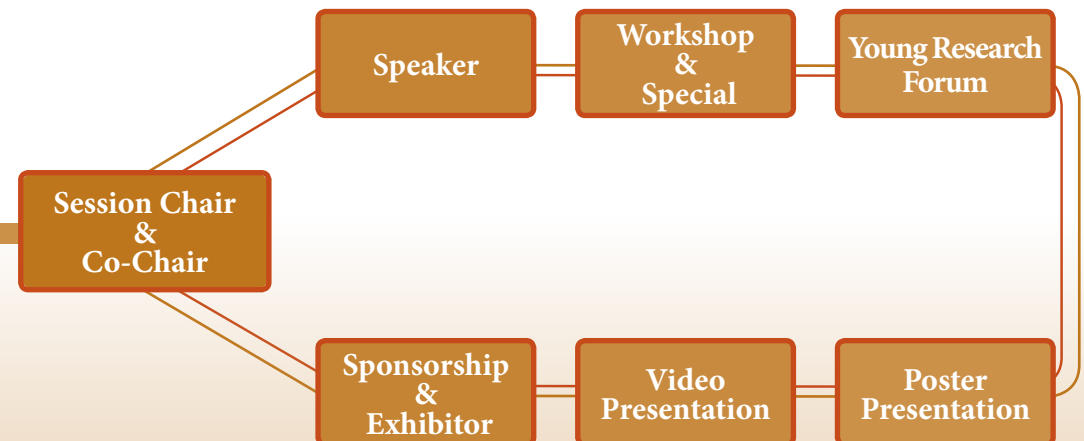 Speaker
Workshop
&
Special
Young Research
Forum
Session Chair
&
Co-Chair
Sponsorship
&
Exhibitor
Video
Presentation
Poster
Presentation